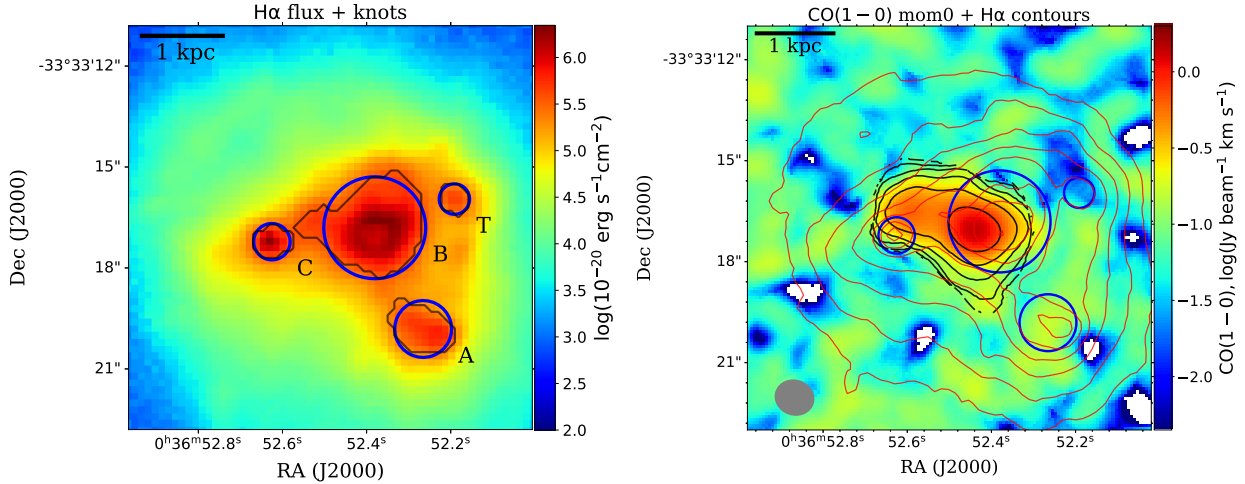 Hα flux + knots
1 kpc
-33°33'12"
15"
18"
21"
Dec (J2000)
T
B
C
A
0ʰ36ᵐ52.8ˢ
52.6ˢ
52.4ˢ
52.2ˢ
RA (J2000)
6.0
5.5
5.0
4.5
4.0
3.5
3.0
2.5
2.0
log(10⁻²⁰ erg s⁻¹cm⁻²)
CO(1−0) mom0 + Hα contours
1 kpc
-33°33'12"
15"
18"
21"
Dec (J2000)
0ʰ36ᵐ52.8ˢ
52.6ˢ
52.4ˢ
52.2ˢ
RA (J2000)
0.0
−0.5
−1.0
−1.5
−2.0
CO(1−0), log(Jy beam⁻¹ km s⁻¹)